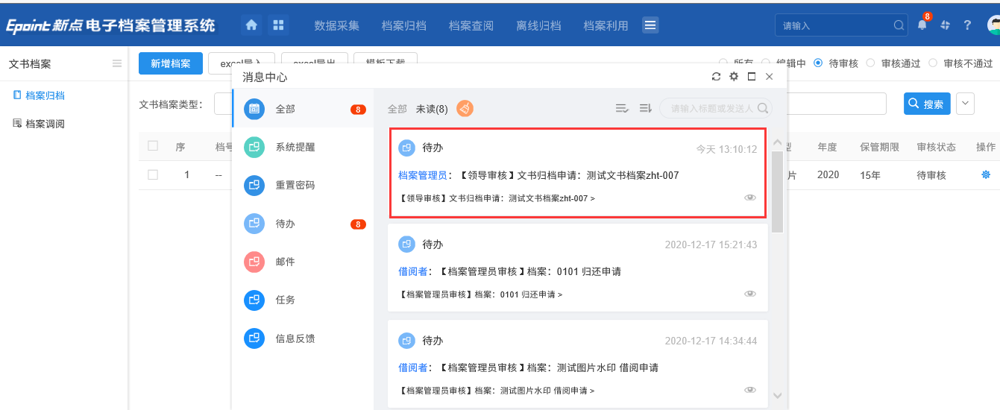 Epoint 新点 电子档案管理系统
数据采集 档案归档 档案查阅 离线归档 档案利用
请输入
8
?
文书档案
档案归档
档案调阅
新增档案
excel导入
excel导出
模板下载
所有 编辑中 待审核 审核通过 审核不通过
文书档案类型：
搜索
序 档号 年度 保管期限 审核状态 操作
1 -- 片 2020 15年 待审核
消息中心
全部 8
系统提醒
重置密码
待办 8
邮件
任务
信息反馈
全部 未读(8)
请输入标题或发送人
待办 今天 13:10:12
档案管理员：【领导审核】文书归档申请：测试文书档案zht-007
【领导审核】文书归档申请：测试文书档案zht-007 >
待办 2020-12-17 15:21:43
借阅者：【档案管理员审核】档案：0101 归还申请
【档案管理员审核】档案：0101 归还申请 >
待办 2020-12-17 14:34:44
借阅者：【档案管理员审核】档案：测试图片水印 借阅申请
【档案管理员审核】档案：测试图片水印 借阅申请 >